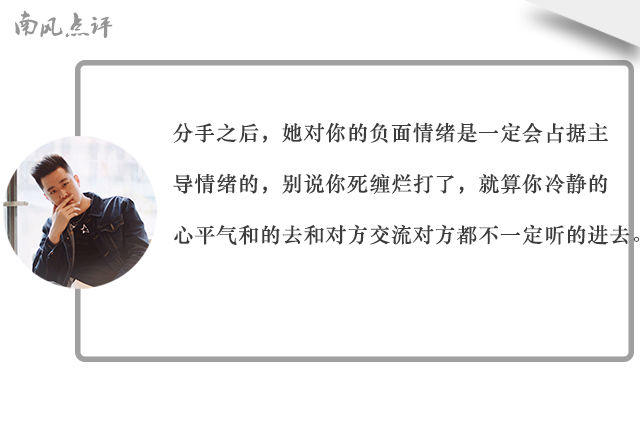 南风点评
分手之后，她对你的负面情绪是一定会占据主
导情绪的，别说你死缠烂打了，就算你冷静的
心平气和的去和对方交流对方都不一定听的进去。